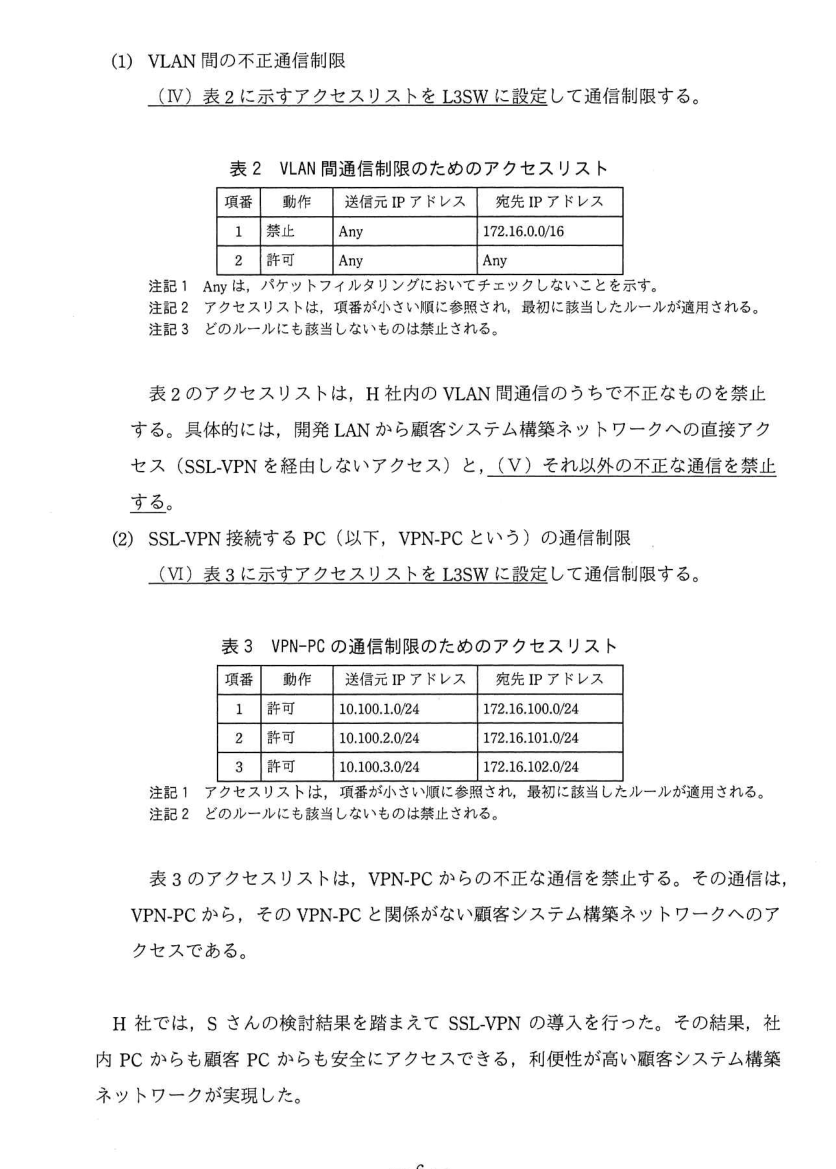 (1) VLAN 間の不正通信制限
（Ⅳ）表 2 に示すアクセスリストを L3SW に設定して通信制限する。
表 2 VLAN 間通信制限のためのアクセスリスト
項番 動作 送信元 IP アドレス 宛先 IP アドレス
1 禁止 Any 172.16.0.0/16
2 許可 Any Any
注記 1 Any は，パケットフィルタリングにおいてチェックしないことを示す。
注記 2 アクセスリストは，項番が小さい順に参照され，最初に該当したルールが適用される。
注記 3 どのルールにも該当しないものは禁止される。
表 2 のアクセスリストは，H 社内の VLAN 間通信のうちで不正なものを禁止
する。具体的には，開発 LAN から顧客システム構築ネットワークへの直接アク
セス（SSL-VPN を経由しないアクセス）と，（Ⅴ）それ以外の不正な通信を禁止
する。
(2) SSL-VPN 接続する PC（以下，VPN-PC という）の通信制限
（Ⅵ）表 3 に示すアクセスリストを L3SW に設定して通信制限する。
表 3 VPN-PC の通信制限のためのアクセスリスト
項番 動作 送信元 IP アドレス 宛先 IP アドレス
1 許可 10.100.1.0/24 172.16.100.0/24
2 許可 10.100.2.0/24 172.16.101.0/24
3 許可 10.100.3.0/24 172.16.102.0/24
注記 1 アクセスリストは，項番が小さい順に参照され，最初に該当したルールが適用される。
注記 2 どのルールにも該当しないものは禁止される。
表 3 のアクセスリストは，VPN-PC からの不正な通信を禁止する。その通信は，
VPN-PC から，その VPN-PC と関係がない顧客システム構築ネットワークへのア
クセスである。
H 社では，S さんの検討結果を踏まえて SSL-VPN の導入を行った。その結果，社
内 PC からも顧客 PC からも安全にアクセスできる，利便性が高い顧客システム構築
ネットワークが実現した。